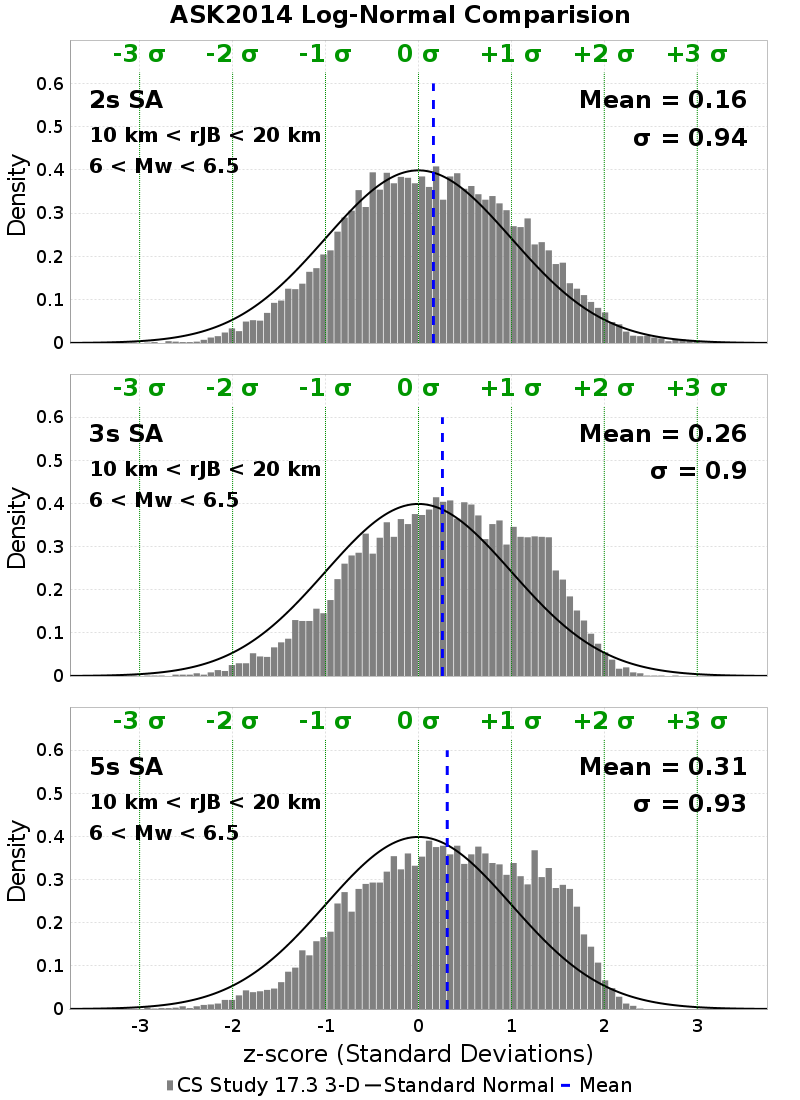 ASK2014 Log-Normal Comparision
-3 σ -2 σ -1 σ 0 σ +1 σ +2 σ +3 σ
0.6
2s SA Mean = 0.16
0.5
10 km < rJB < 20 km σ = 0.94
6 < Mw < 6.5
0.4
0.3
0.2
0.1
0
Density
-3 σ -2 σ -1 σ 0 σ +1 σ +2 σ +3 σ
0.6
3s SA Mean = 0.26
0.5
10 km < rJB < 20 km σ = 0.9
6 < Mw < 6.5
0.4
0.3
0.2
0.1
0
Density
-3 σ -2 σ -1 σ 0 σ +1 σ +2 σ +3 σ
0.6
5s SA Mean = 0.31
0.5
10 km < rJB < 20 km σ = 0.93
6 < Mw < 6.5
0.4
0.3
0.2
0.1
0
Density
-3 -2 -1 0 1 2 3
z-score (Standard Deviations)
CS Study 17.3 3-D Standard Normal Mean